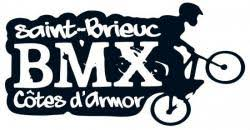 Saint-Brieuc
BMX
Côtes d'Armor